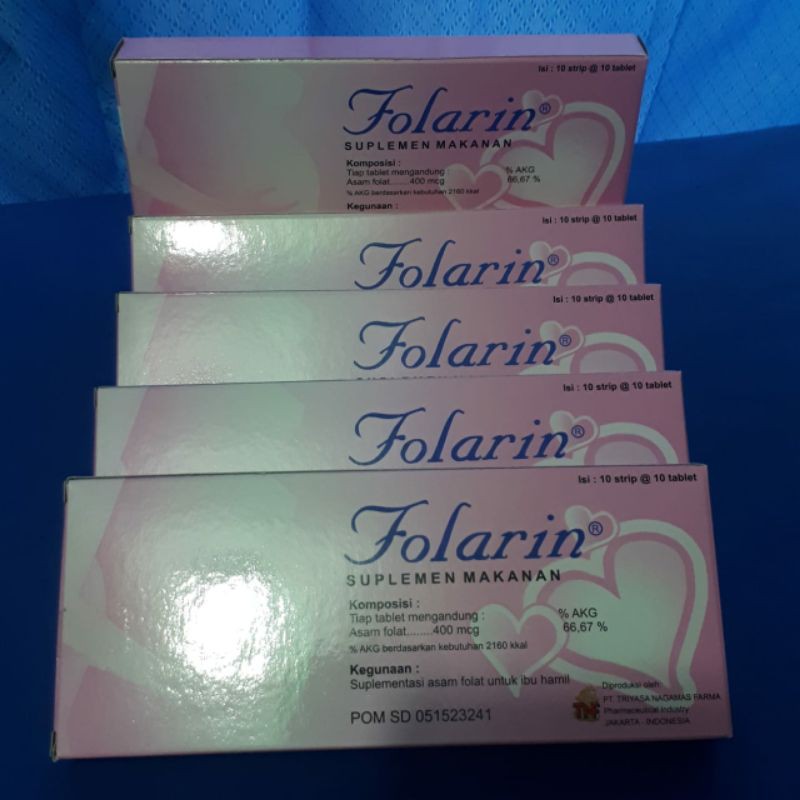 Isi : 10 strip @ 10 tablet
Folarin®
SUPLEMEN MAKANAN
Komposisi :
Tiap tablet mengandung : % AKG
Asam folat........400 mcg 66,67 %
% AKG berdasarkan kebutuhan 2160 kkal
Kegunaan :
Isi : 10 strip @ 10 tablet
Folarin®
Isi : 10 strip @ 10 tablet
Folarin®
Isi : 10 strip @ 10 tablet
Folarin®
Isi : 10 strip @ 10 tablet
Folarin®
SUPLEMEN MAKANAN
Komposisi :
Tiap tablet mengandung : % AKG
Asam folat........400 mcg 66,67 %
% AKG berdasarkan kebutuhan 2160 kkal
Kegunaan :
Suplementasi asam folat untuk ibu hamil
Diproduksi oleh:
PT. TRIYASA NAGAMAS FARMA
Pharmaceutical Industry
JAKARTA - INDONESIA
POM SD 051523241